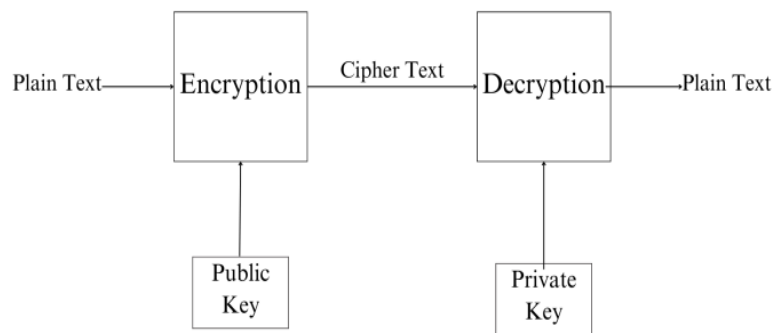 Plain Text
Encryption
Cipher Text
Decryption
Plain Text
Public
Key
Private
Key